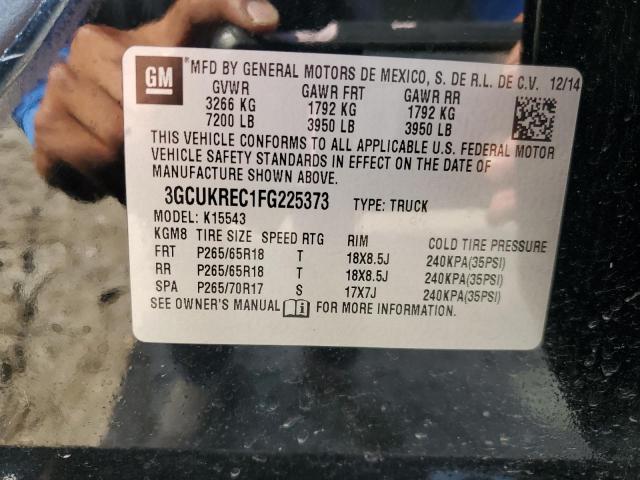 GM *MFD BY GENERAL MOTORS DE MEXICO, S. DE R.L. DE C.V. 12/14
GVWR GAWR FRT GAWR RR
3266 KG 1792 KG 1792 KG
7200 LB 3950 LB 3950 LB
THIS VEHICLE CONFORMS TO ALL APPLICABLE U.S. FEDERAL MOTOR
VEHICLE SAFETY STANDARDS IN EFFECT ON THE DATE OF
MANUFACTURE SHOWN ABOVE.
3GCUKREC1FG225373 TYPE: TRUCK
MODEL: K15543
KGM8 TIRE SIZE SPEED RTG RIM COLD TIRE PRESSURE
FRT P265/65R18 T 18X8.5J 240KPA(35PSI)
RR P265/65R18 T 18X8.5J 240KPA(35PSI)
SPA P265/70R17 S 17X7J 240KPA(35PSI)
SEE OWNER'S MANUAL FOR MORE INFORMATION.